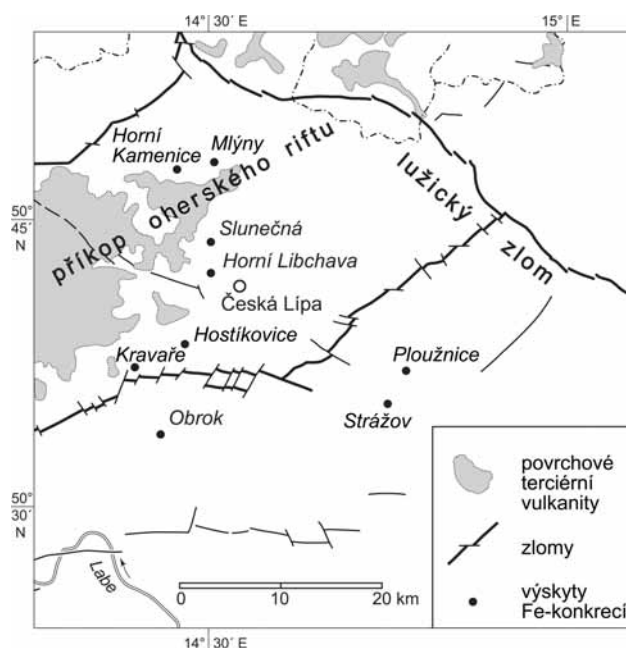 14° 30´ E
15° E
Horní
Kamenice
Mlýny
příkop oherského riftu
lužický
zlom
50°
45´
N
Slunečná
Horní Libchava
Česká Lípa
Hostíkovice
Kravaře
Ploužnice
Strážov
Obrok
50°
30´
N
Labe
0 10 20 km
14° 30´ E
povrchové
terciérní
vulkanity
zlomy
výskyty
Fe-konkrecí